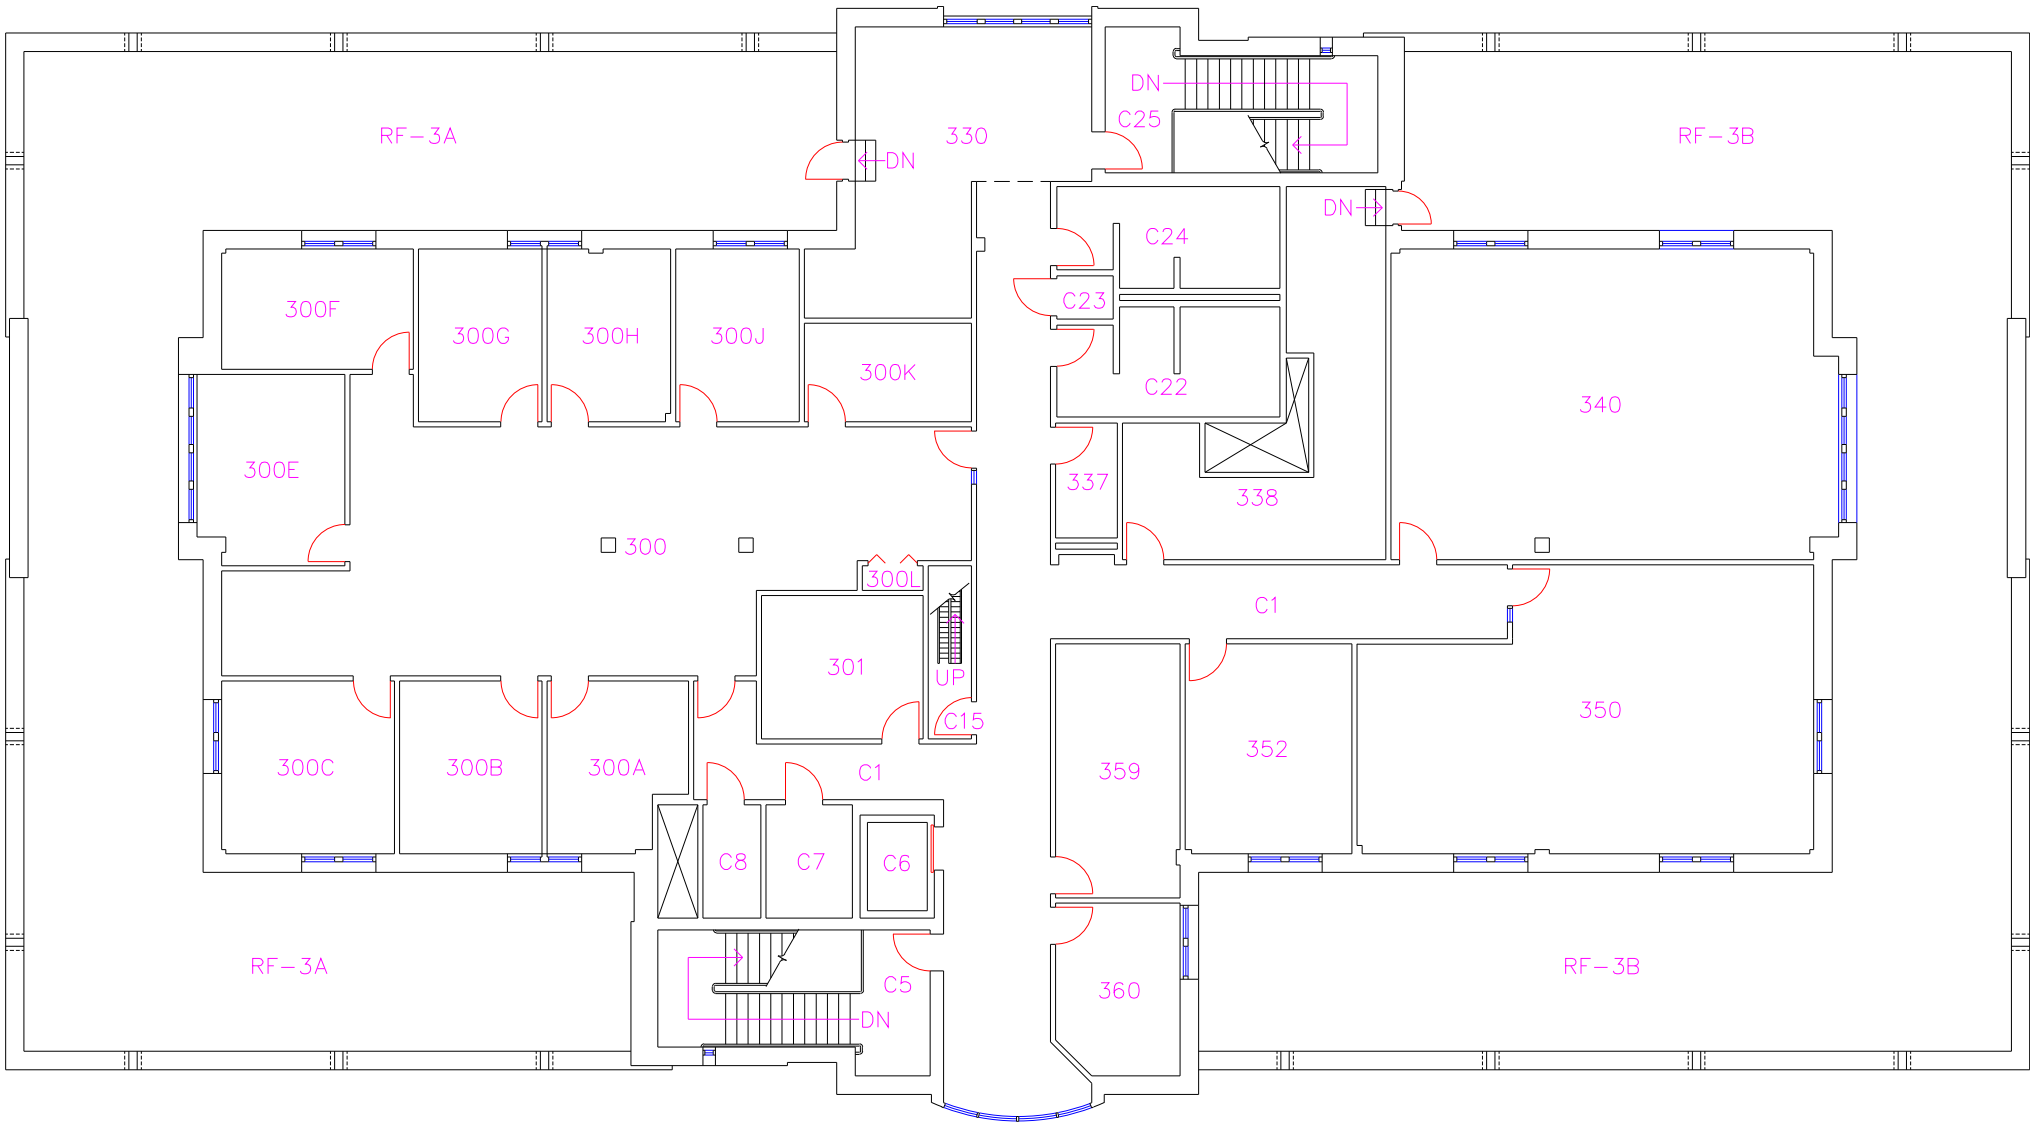 DN
C25
RF-3A
330
RF-3B
DN
DN
C24
C23
300F
300G
300H
300J
300K
C22
340
300E
337
338
300
300L
C1
301
UP
C15
350
352
300C
300B
300A
C1
359
C8
C7
C6
RF-3A
RF-3B
C5
360
DN